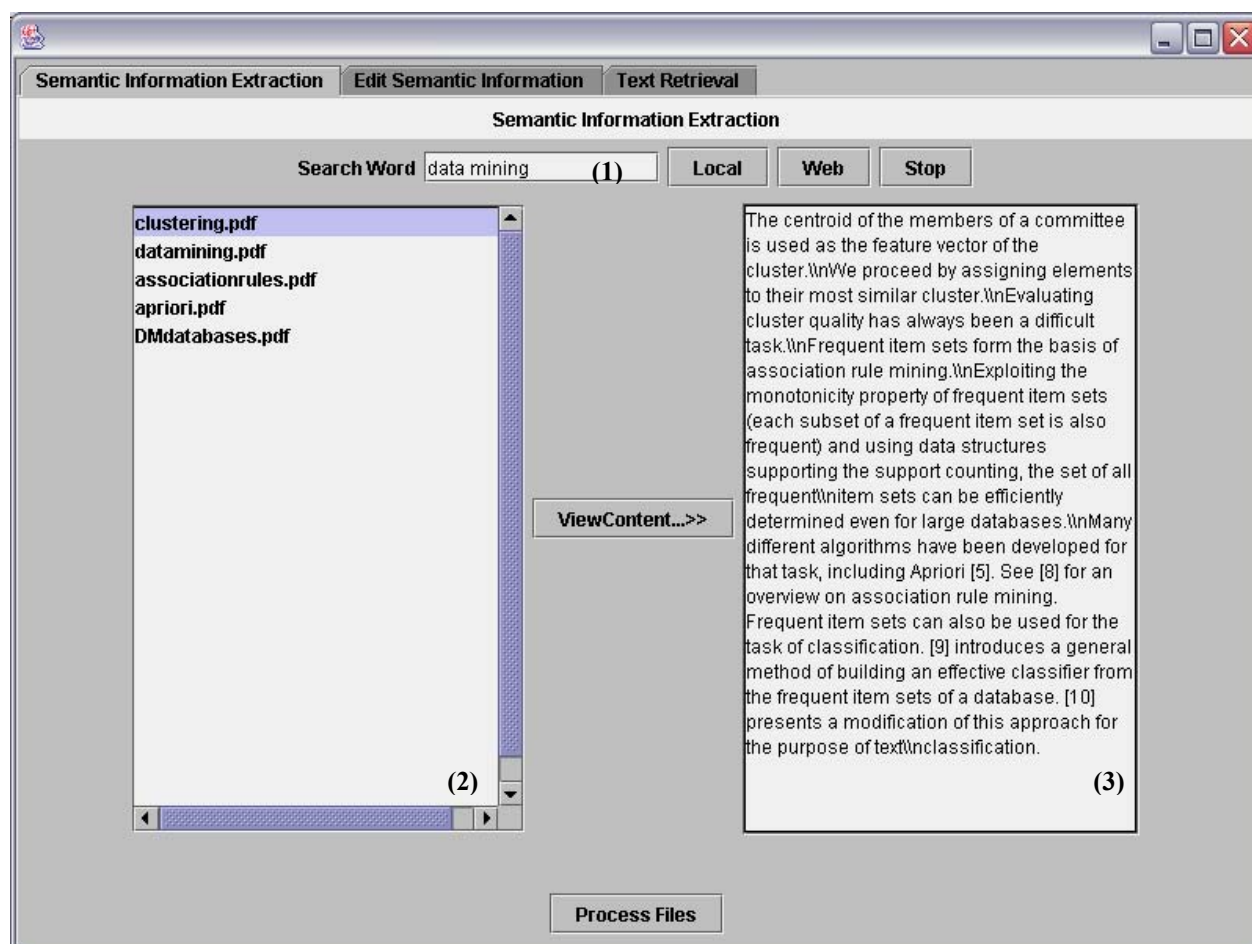 Semantic Information Extraction Edit Semantic Information Text Retrieval
Semantic Information Extraction
Search Word data mining (1) Local Web Stop
clustering.pdf
datamining.pdf
associationrules.pdf
apriori.pdf
DMdatabases.pdf
(2)
ViewContent...>>
The centroid of the members of a committee
is used as the feature vector of the
cluster.\\nWe proceed by assigning elements
to their most similar cluster.\\nEvaluating
cluster quality has always been a difficult
task.\\nFrequent item sets form the basis of
association rule mining.\\nExploiting the
monotonicity property of frequent item sets
(each subset of a frequent item set is also
frequent) and using data structures
supporting the support counting, the set of all
frequent\\nitem sets can be efficiently
determined even for large databases.\\nMany
different algorithms have been developed for
that task, including Apriori [5]. See [8] for an
overview on association rule mining.
Frequent item sets can also be used for the
task of classification. [9] introduces a general
method of building an effective classifier from
the frequent item sets of a database. [10]
presents a modification of this approach for
the purpose of text\\nclassification.
(3)
Process Files